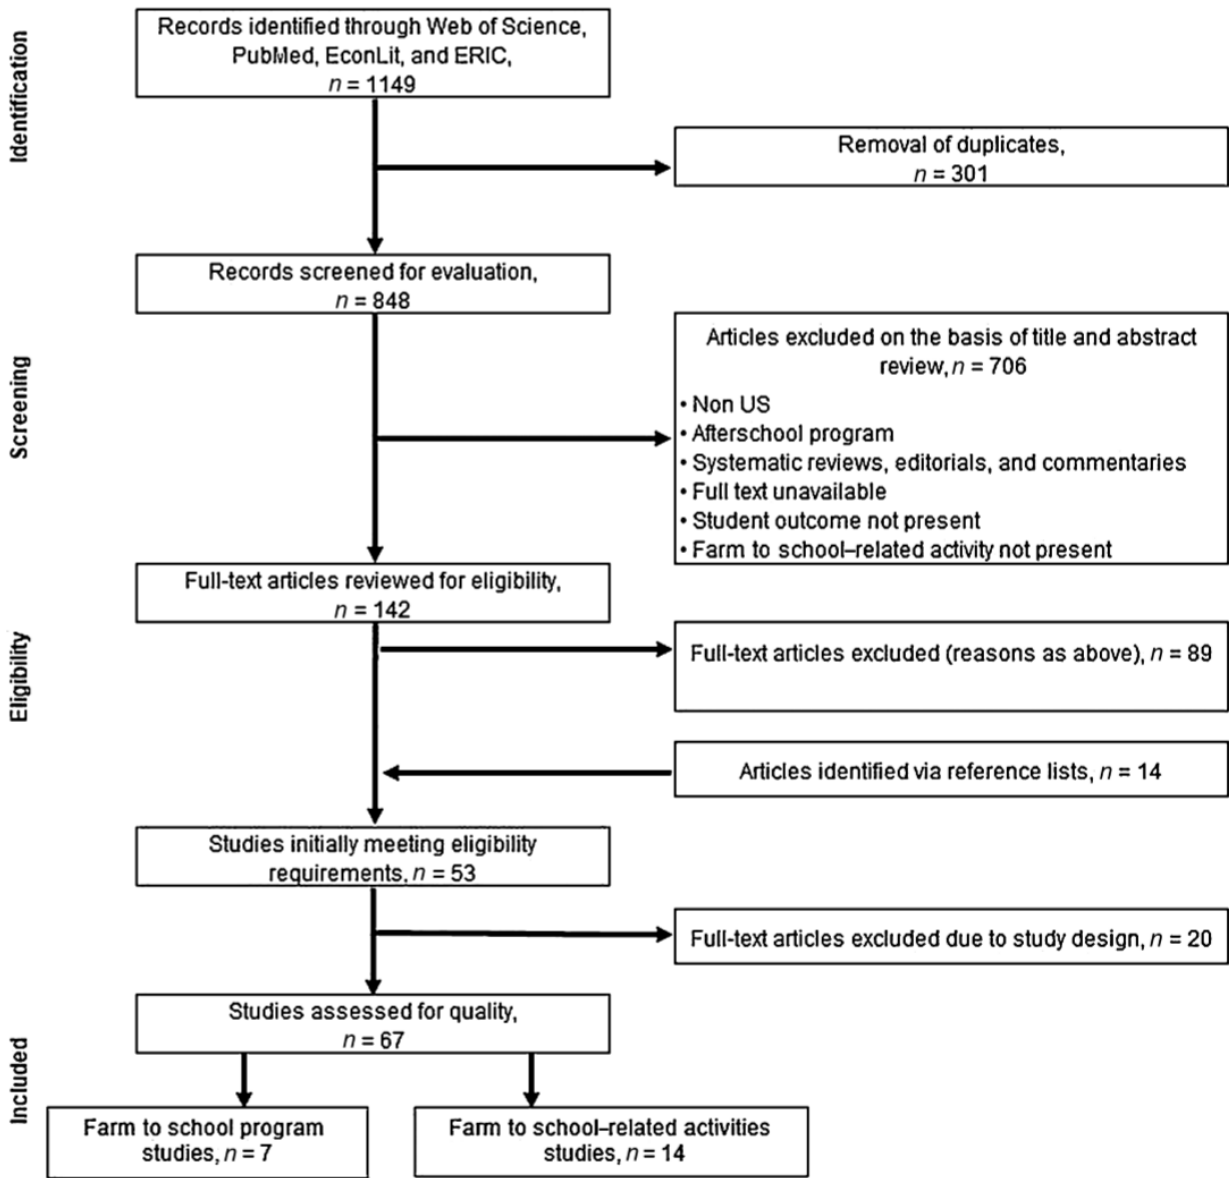 Identification
Records identified through Web of Science,
PubMed, EconLit, and ERIC,
n = 1149
Removal of duplicates,
n = 301
Screening
Records screened for evaluation,
n = 848
Articles excluded on the basis of title and abstract
review, n = 706
• Non US
• Afterschool program
• Systematic reviews, editorials, and commentaries
• Full text unavailable
• Student outcome not present
• Farm to school–related activity not present
Eligibility
Full-text articles reviewed for eligibility,
n = 142
Full-text articles excluded (reasons as above), n = 89
Articles identified via reference lists, n = 14
Studies initially meeting eligibility
requirements, n = 53
Full-text articles excluded due to study design, n = 20
Included
Studies assessed for quality,
n = 67
Farm to school program
studies, n = 7
Farm to school–related activities
studies, n = 14